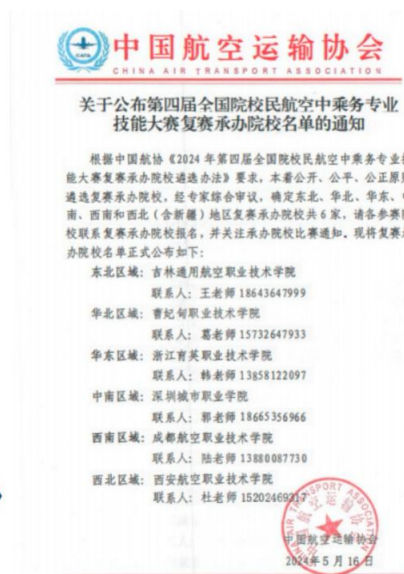 中国航空运输协会
CHINA AIR TRANSPORT ASSOCIATION
关于公布第四届全国院校民航空中乘务专业
技能大赛复赛承办院校名单的通知
根据中国航协《2024年第四届全国院校民航空中乘务专业
能大赛复赛承办院校遴选办法》要求，本着公开、公平、公正原则
遴选复赛承办院校，经专家综合审议，确定东北、华北、华东、
南、西南和西北（含新疆）地区复赛承办院校共6家，请各参赛
校联系复赛承办院校报名，并关注承办院校比赛通知。现将复赛
办院校名单正式公布如下：
东北区域：吉林通用航空职业技术学院
联系人：王老师 18643647999
华北区域：曹妃甸职业技术学院
联系人：葛老师 15732647933
华东区域：浙江育英职业技术学院
联系人：韩老师 13858122097
中南区域：深圳城市职业学院
联系人：郭老师 18665356966
西南区域：成都航空职业技术学院
联系人：陆老师 13880087730
西北区域：西安航空职业技术学院
联系人：杜老师 15202469317
中国航空运输协会
2024年5月16日